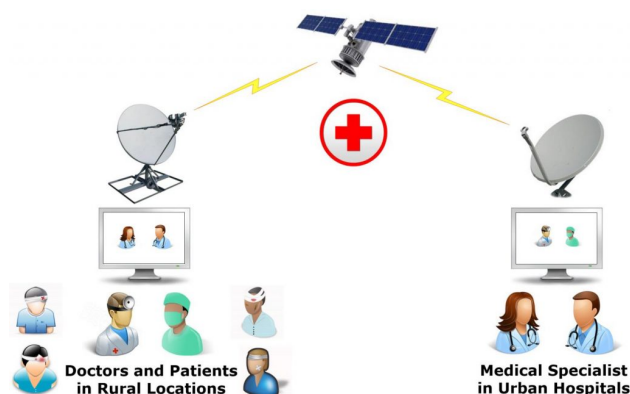 Doctors and Patients
in Rural Locations
Medical Specialist
in Urban Hospitals